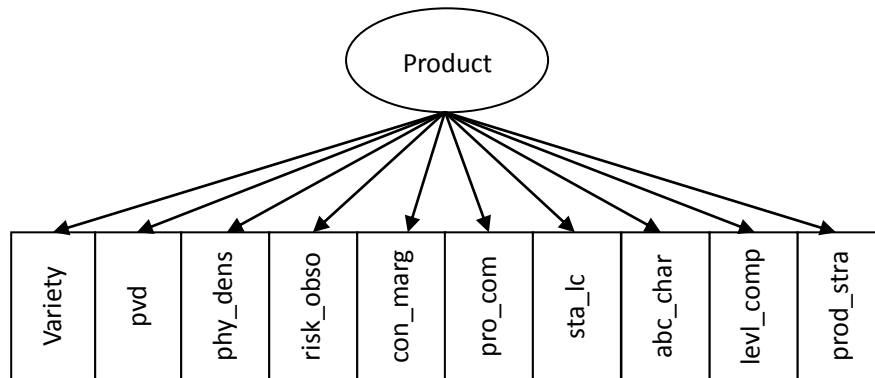 Product
Variety
pvd
phy_dens
risk_obso
con_marg
pro_com
sta_lc
abc_char
levl_comp
prod_stra